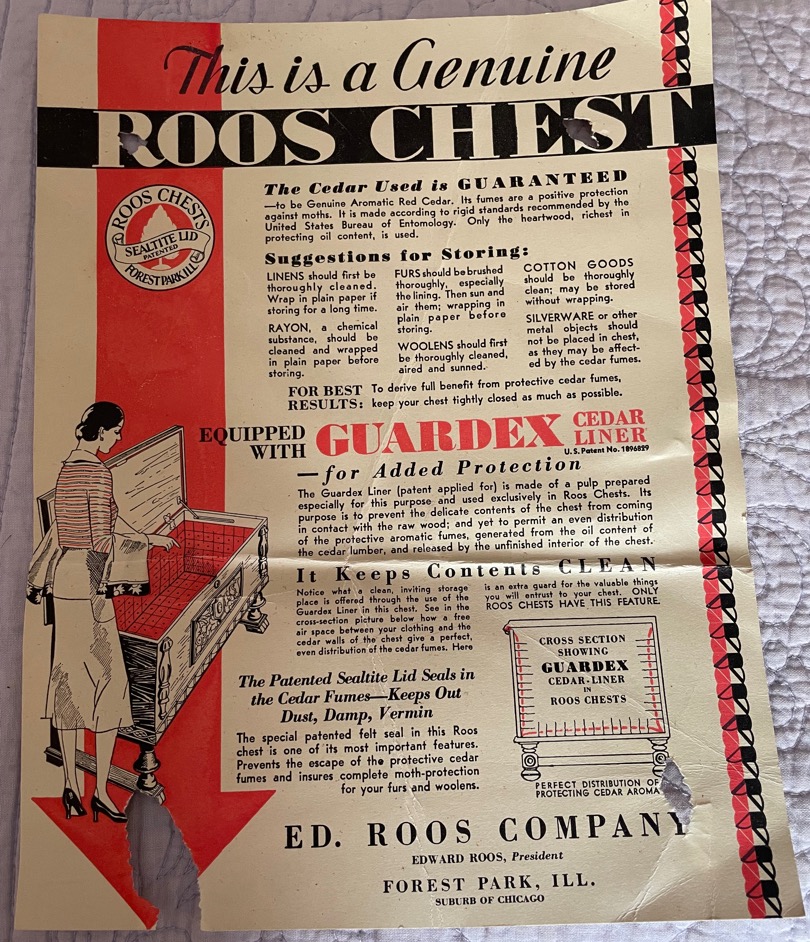 This is a Genuine
ROOS CHEST
ROOS CHESTS
SEALTITE LID
PATENTED
FOREST PARK ILL
The Cedar Used is GUARANTEED
—to be Genuine Aromatic Red Cedar. Its fumes are a positive protection
against moths. It is made according to rigid standards recommended by the
United States Bureau of Entomology. Only the heartwood, richest in
protecting oil content, is used.
Suggestions for Storing:
LINENS should first be
thoroughly cleaned.
Wrap in plain paper if
storing for a long time.
RAYON, a chemical
substance, should be
cleaned and wrapped
in plain paper before
storing.
FURS should be brushed
thoroughly, especially
the lining. Then sun and
air them; wrapping in
plain paper before
storing.
WOOLENS should first
be thoroughly cleaned,
aired and sunned.
COTTON GOODS
should be thoroughly
clean; may be stored
without wrapping.
SILVERWARE or other
metal objects should
not be placed in chest,
as they may be affect-
ed by the cedar fumes.
FOR BEST
RESULTS:
To derive full benefit from protective cedar fumes,
keep your chest tightly closed as much as possible.
EQUIPPED
WITH
GUARDEX
CEDAR
LINER
U.S. Patent No. 1896829
—for Added Protection
The Guardex Liner (patent applied for) is made of a pulp prepared
especially for this purpose and used exclusively in Roos Chests. Its
purpose is to prevent the delicate contents of the chest from coming
in contact with the raw wood; and yet to permit an even distribution
of the protective aromatic fumes, generated from the oil content of
the cedar lumber, and released by the unfinished interior of the chest.
It Keeps Contents CLEAN
Notice what a clean, inviting storage
place is offered through the use of the
Guardex Liner in this chest. See in the
cross-section picture below how a free
air space between your clothing and the
cedar walls of the chest give a perfect,
even distribution of the cedar fumes. Here
is an extra guard for the valuable things
you will entrust to your chest. ONLY
ROOS CHESTS HAVE THIS FEATURE.
The Patented Sealtite Lid Seals in
the Cedar Fumes—Keeps Out
Dust, Damp, Vermin
The special patented felt seal in this Roos
chest is one of its most important features.
Prevents the escape of the protective cedar
fumes and insures complete moth-protection
for your furs and woolens.
CROSS SECTION
SHOWING
GUARDEX
CEDAR-LINER
IN
ROOS CHESTS
PERFECT DISTRIBUTION OF
PROTECTING CEDAR AROMA
ED. ROOS COMPANY
EDWARD ROOS, President
FOREST PARK, ILL.
SUBURB OF CHICAGO